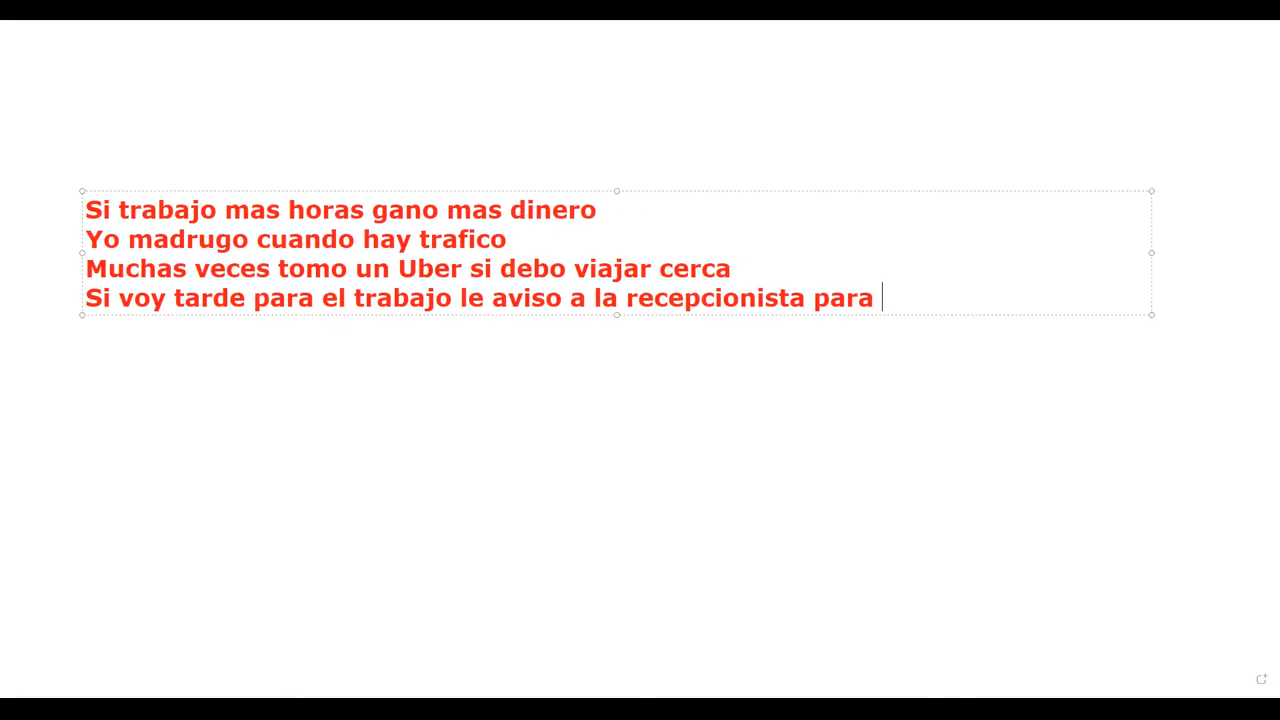 Si trabajo mas horas gano mas dinero
Yo madrugo cuando hay trafico
Muchas veces tomo un Uber si debo viajar cerca
Si voy tarde para el trabajo le aviso a la recepcionista para